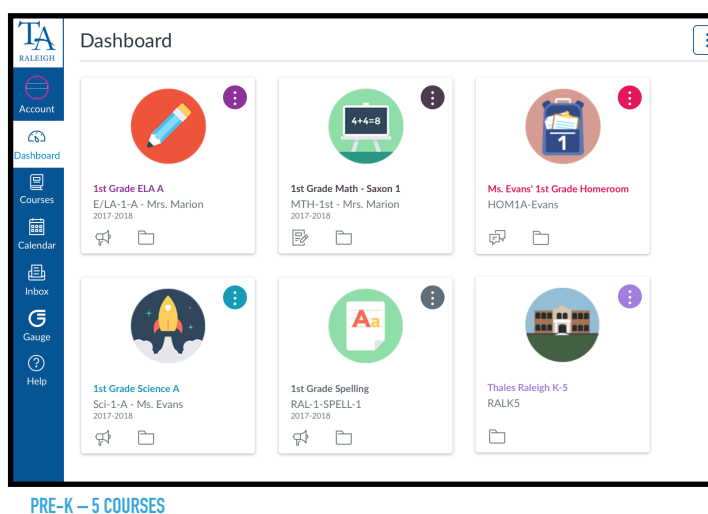 TA
RALEIGH
Account
Dashboard
Courses
Calendar
Inbox
G
Gauge
?
Help
Dashboard
1st Grade ELA A
E/LA-1-A - Mrs. Marion
2017-2018
4+4=8
1st Grade Math - Saxon 1
MTH-1st - Mrs. Marion
2017-2018
1
Ms. Evans' 1st Grade Homeroom
HOM1A-Evans
1st Grade Science A
Sci-1-A - Ms. Evans
2017-2018
Aa
1st Grade Spelling
RAL-1-SPELL-1
2017-2018
Thales Raleigh K-5
RALK5
PRE-K – 5 COURSES